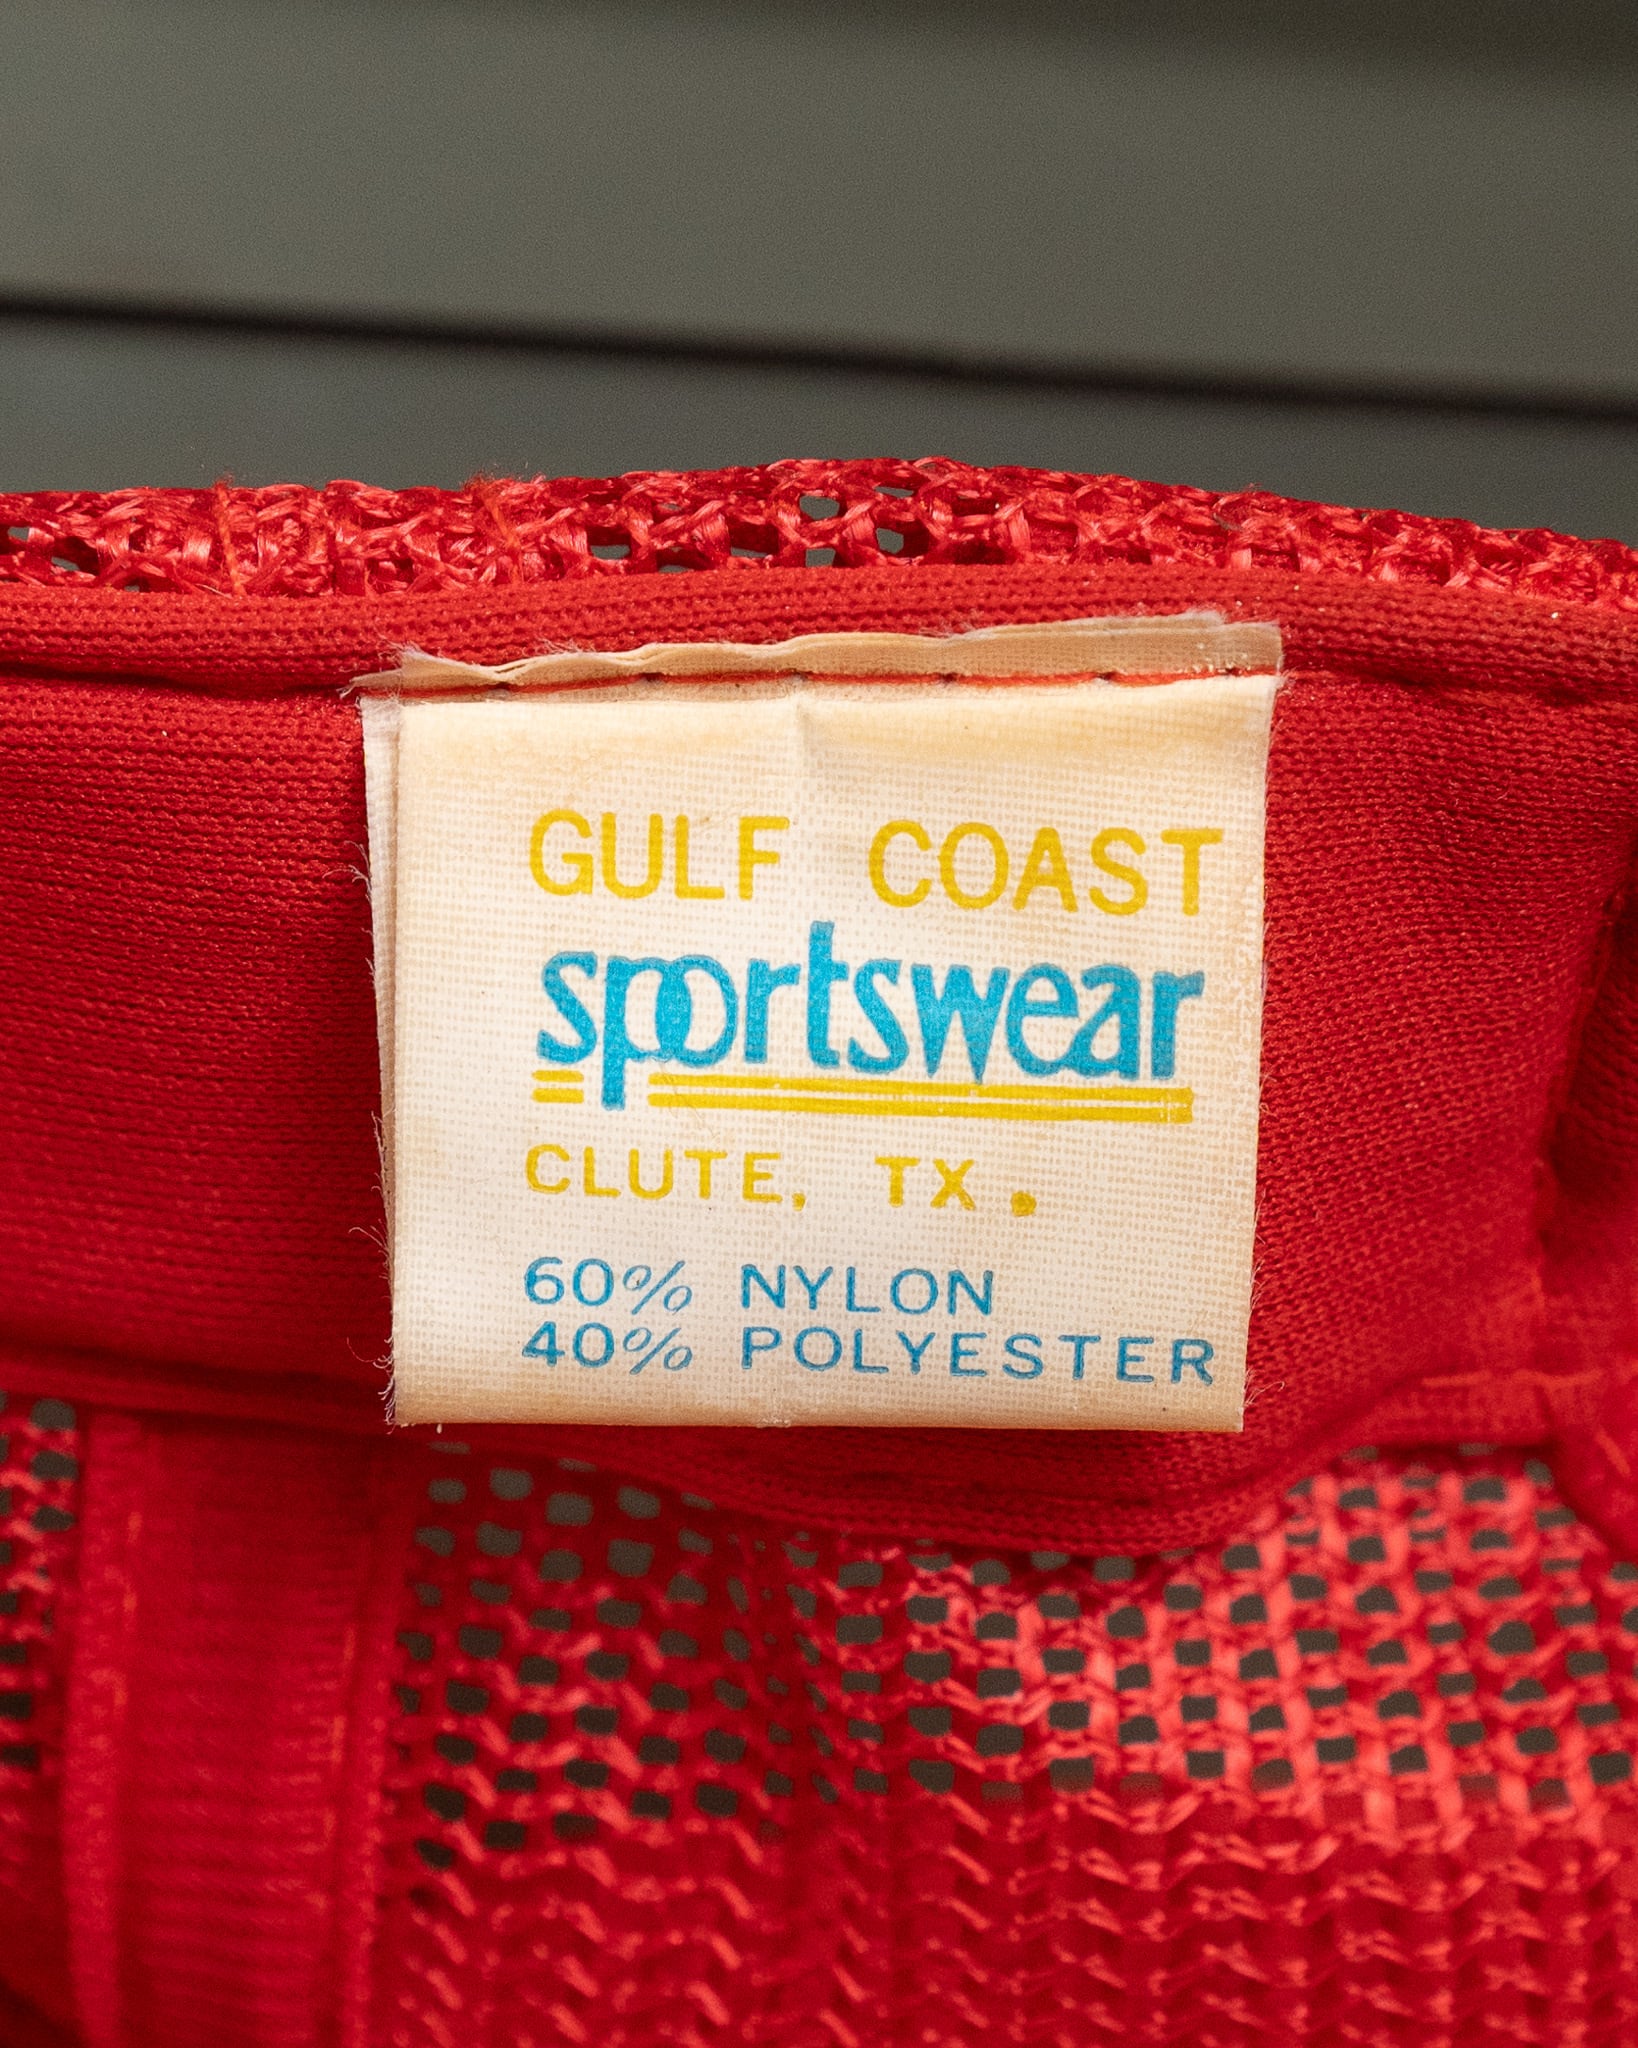 GULF COAST
sportswear
CLUTE, TX.
60% NYLON
40% POLYESTER